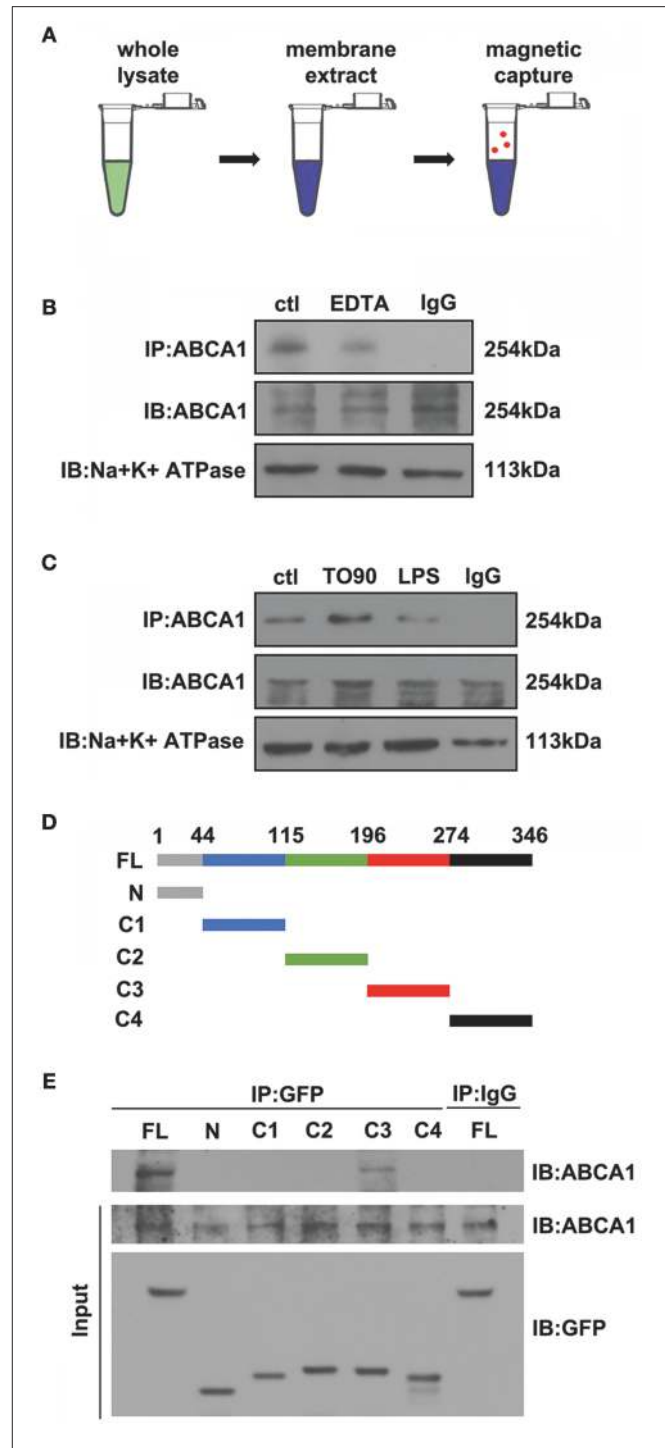 A
whole lysate
membrane extract
magnetic capture
B
ctl EDTA IgG
IP:ABCA1 254kDa
IB:ABCA1 254kDa
IB:Na+K+ ATPase 113kDa
C
ctl TO90 LPS IgG
IP:ABCA1 254kDa
IB:ABCA1 254kDa
IB:Na+K+ ATPase 113kDa
D
1 44 115 196 274 346
FL
N
C1
C2
C3
C4
E
IP:GFP IP:IgG
FL N C1 C2 C3 C4 FL
IB:ABCA1
IB:ABCA1
Input
IB:GFP